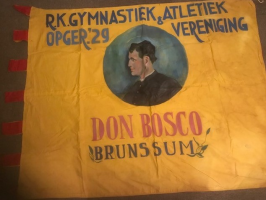 R.K. GYMNASTIEK & ATLETIEK
OPGER. '29 VERENIGING
DON BOSCO
BRUNSSUM